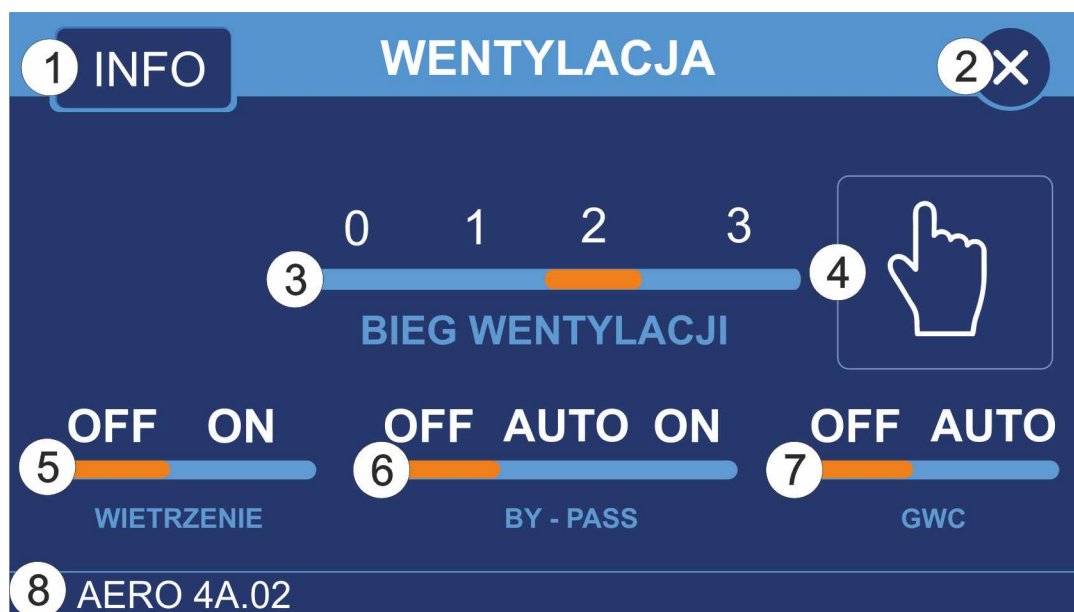 1 INFO WENTYLACJA 2
0 1 2 3
3 4
BIEG WENTYLACJI
OFF ON OFF AUTO ON OFF AUTO
5 6 7
WIETRZENIE BY - PASS GWC
8 AERO 4A.02